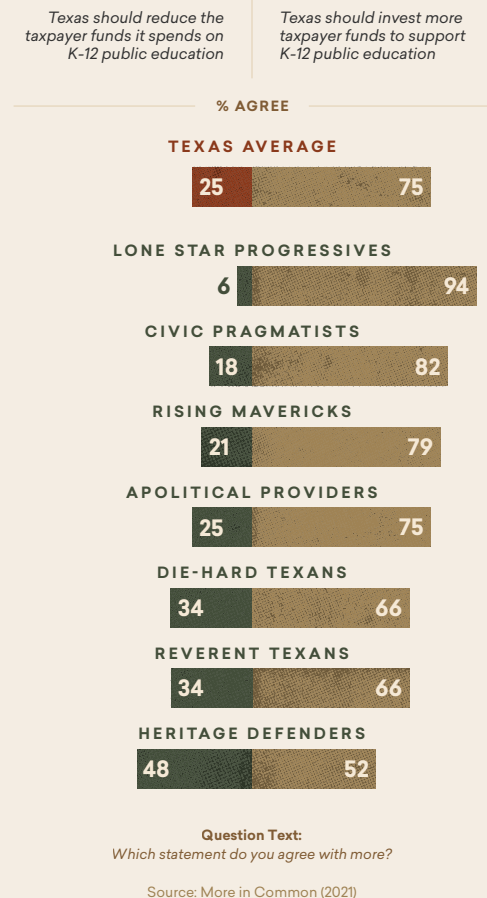 Texas should reduce the
taxpayer funds it spends on
K-12 public education
Texas should invest more
taxpayer funds to support
K-12 public education
% AGREE
TEXAS AVERAGE
25 75
LONE STAR PROGRESSIVES
6 94
CIVIC PRAGMATISTS
18 82
RISING MAVERICKS
21 79
APOLITICAL PROVIDERS
25 75
DIE-HARD TEXANS
34 66
REVERENT TEXANS
34 66
HERITAGE DEFENDERS
48 52
Question Text:
Which statement do you agree with more?
Source: More in Common (2021)